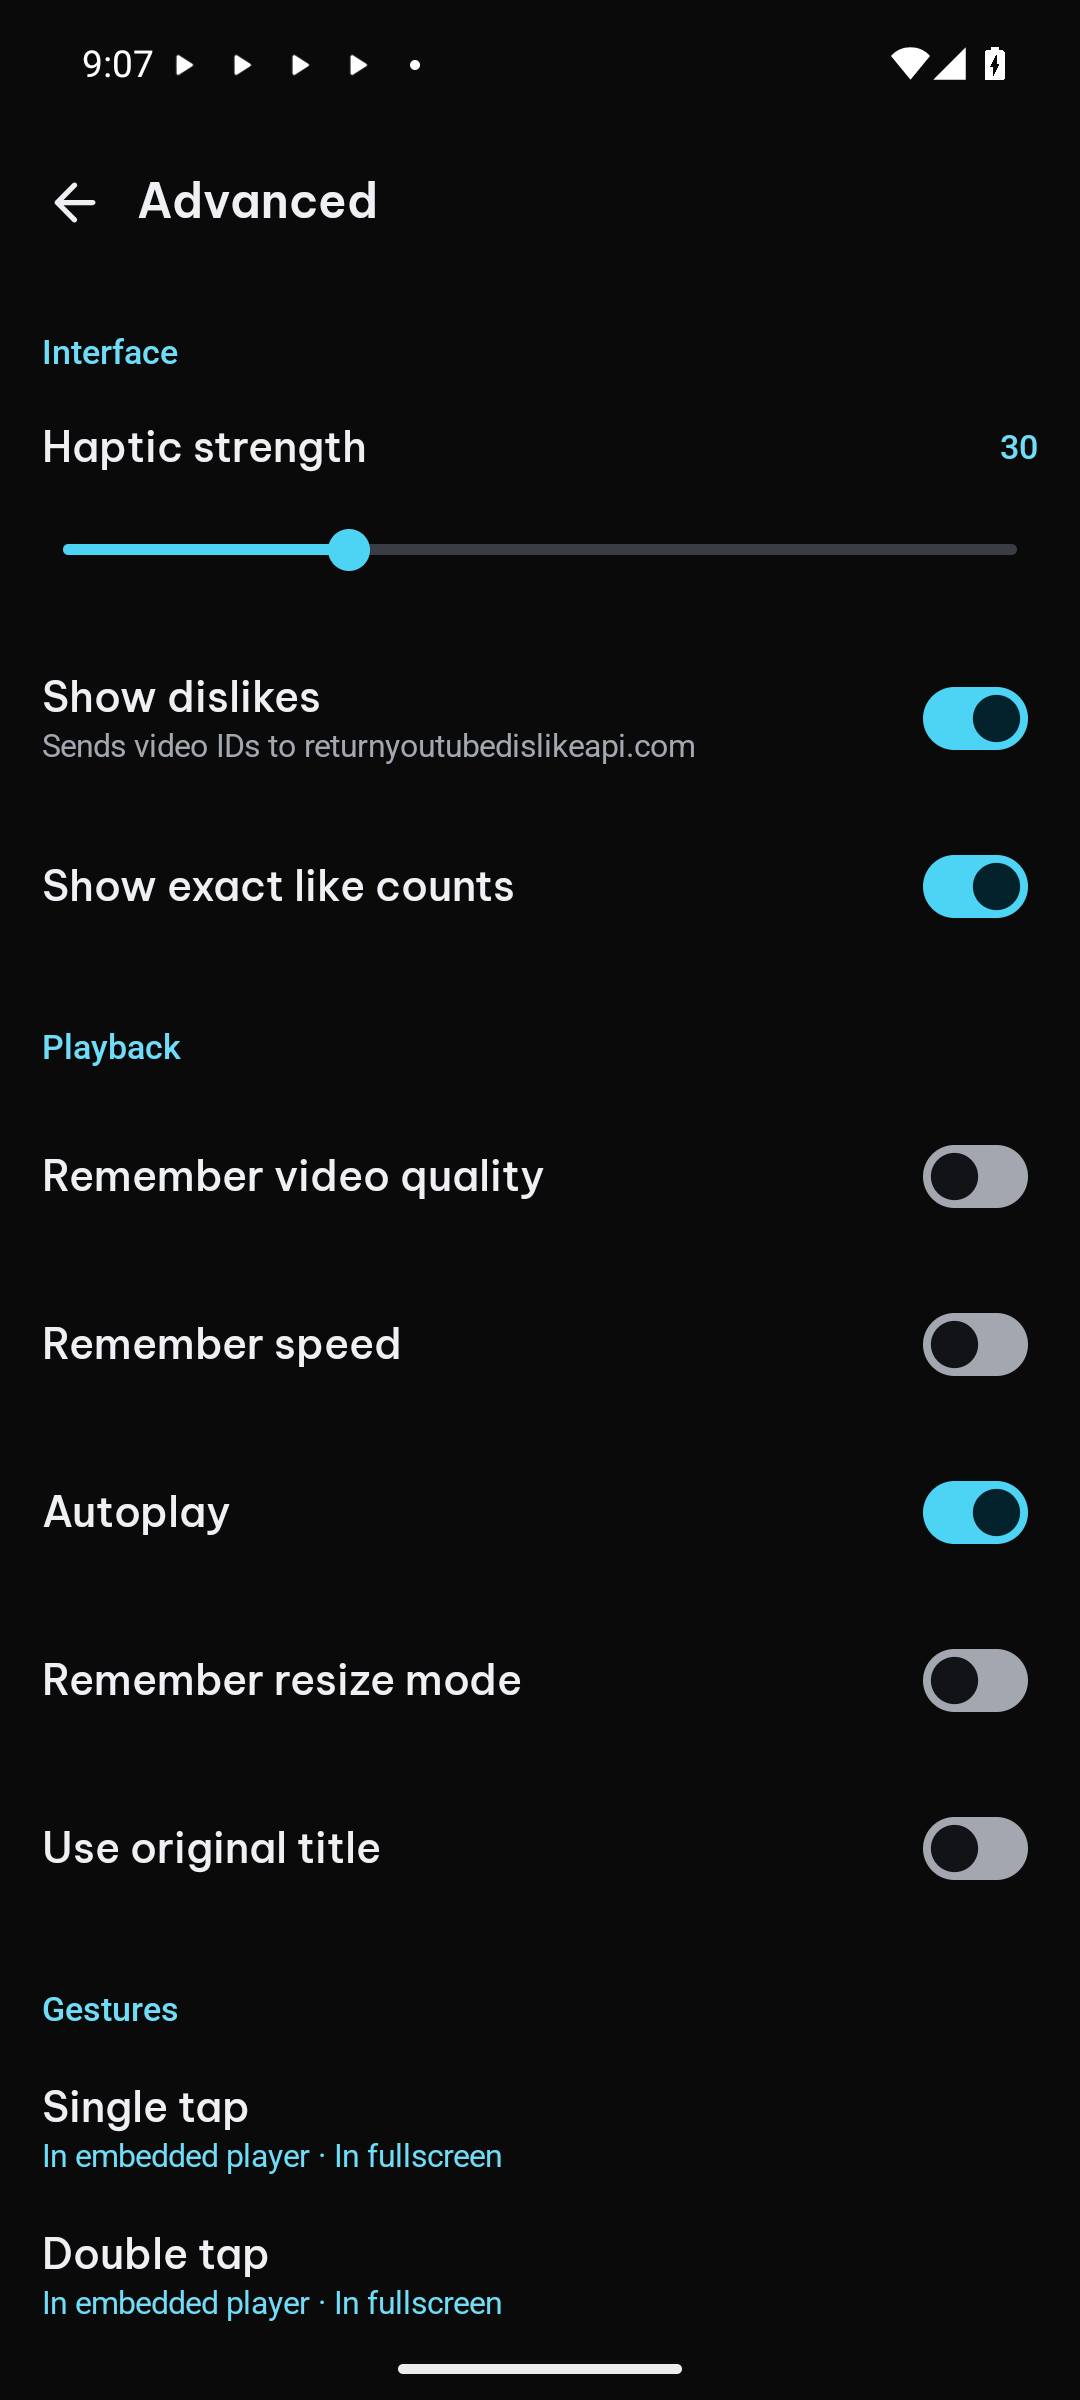 9:07
Advanced
Interface
Haptic strength 30
Show dislikes
Sends video IDs to returnyoutubedislikeapi.com
Show exact like counts
Playback
Remember video quality
Remember speed
Autoplay
Remember resize mode
Use original title
Gestures
Single tap
In embedded player · In fullscreen
Double tap
In embedded player · In fullscreen